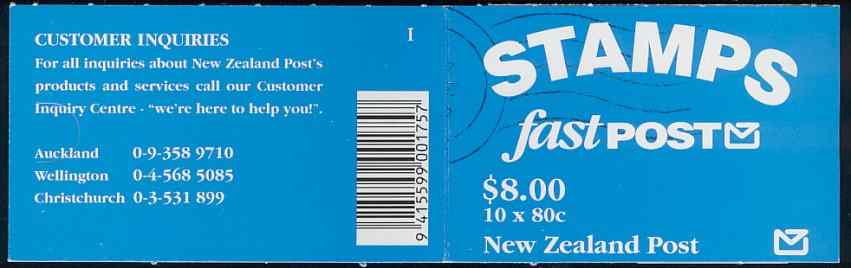 CUSTOMER INQUIRIES
For all inquiries about New Zealand Post's
products and services call our Customer
Inquiry Centre - "we're here to help you!".
Auckland 0-9-358 9710
Wellington 0-4-568 5085
Christchurch 0-3-531 899
I
9 415599 001757
STAMPS
fastPOST
$8.00
10 x 80c
New Zealand Post